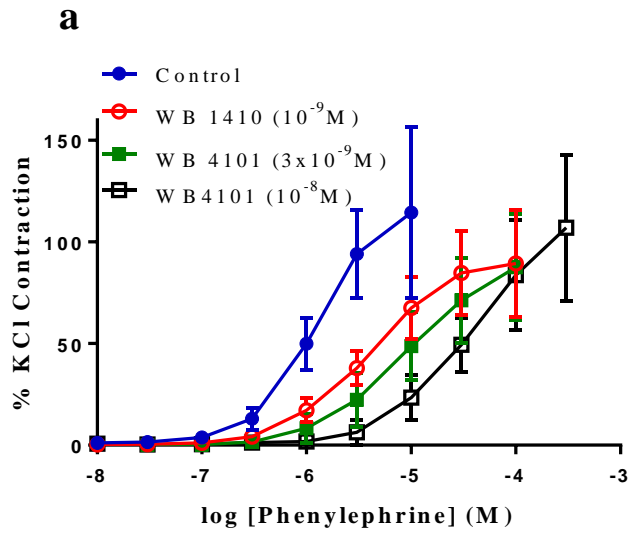 a
Control
WB 1410 (10⁻⁹M)
WB 4101 (3x10⁻⁹M)
WB4101 (10⁻⁸M)
% KCl Contraction
150
100
50
0
-8 -7 -6 -5 -4 -3
log [Phenylephrine] (M)